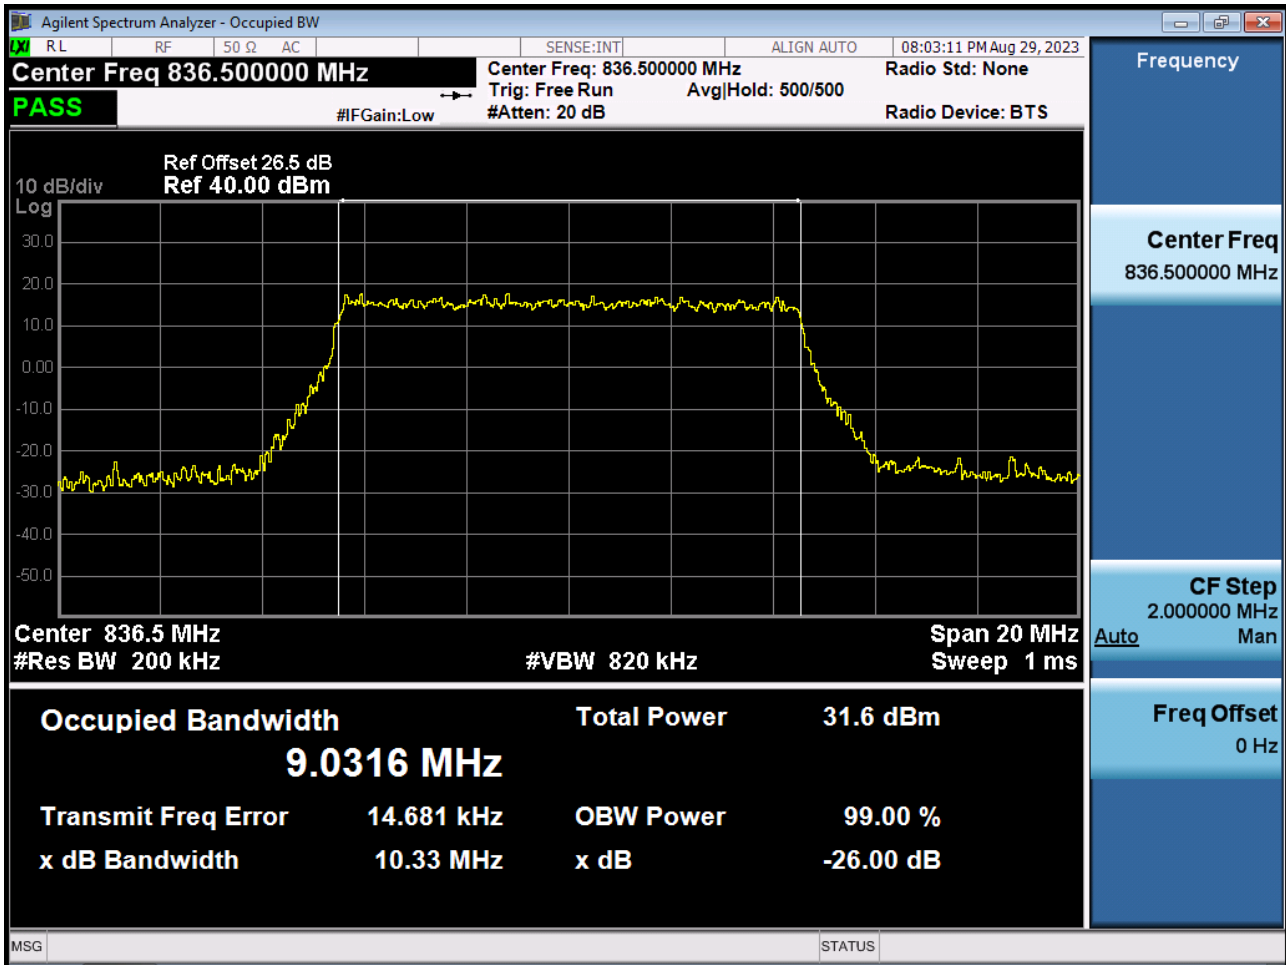 Agilent Spectrum Analyzer - Occupied BW
LXI RL RF 50 Ω AC SENSE:INT ALIGN AUTO 08:03:11 PM Aug 29, 2023
Center Freq 836.500000 MHz
Center Freq: 836.500000 MHz
Radio Std: None
Trig: Free Run Avg|Hold: 500/500
PASS
#IFGain:Low
#Atten: 20 dB
Radio Device: BTS
Ref Offset 26.5 dB
10 dB/div Ref 40.00 dBm
Log
30.0
20.0
10.0
0.00
-10.0
-20.0
-30.0
-40.0
-50.0
Center 836.5 MHz Span 20 MHz
#Res BW 200 kHz #VBW 820 kHz Sweep 1 ms
Occupied Bandwidth Total Power 31.6 dBm
9.0316 MHz
Transmit Freq Error 14.681 kHz OBW Power 99.00 %
x dB Bandwidth 10.33 MHz x dB -26.00 dB
Frequency
Center Freq
836.500000 MHz
CF Step
2.000000 MHz
Auto Man
Freq Offset
0 Hz
MSG STATUS